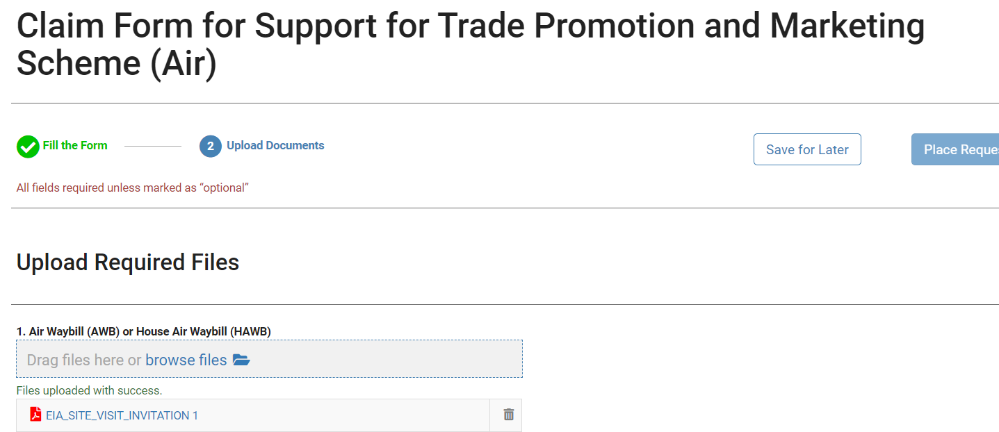 Claim Form for Support for Trade Promotion and Marketing
Scheme (Air)
Fill the Form
2 Upload Documents
Save for Later
Place Reques
All fields required unless marked as “optional”
Upload Required Files
1. Air Waybill (AWB) or House Air Waybill (HAWB)
Drag files here or browse files
Files uploaded with success.
EIA_SITE_VISIT_INVITATION 1